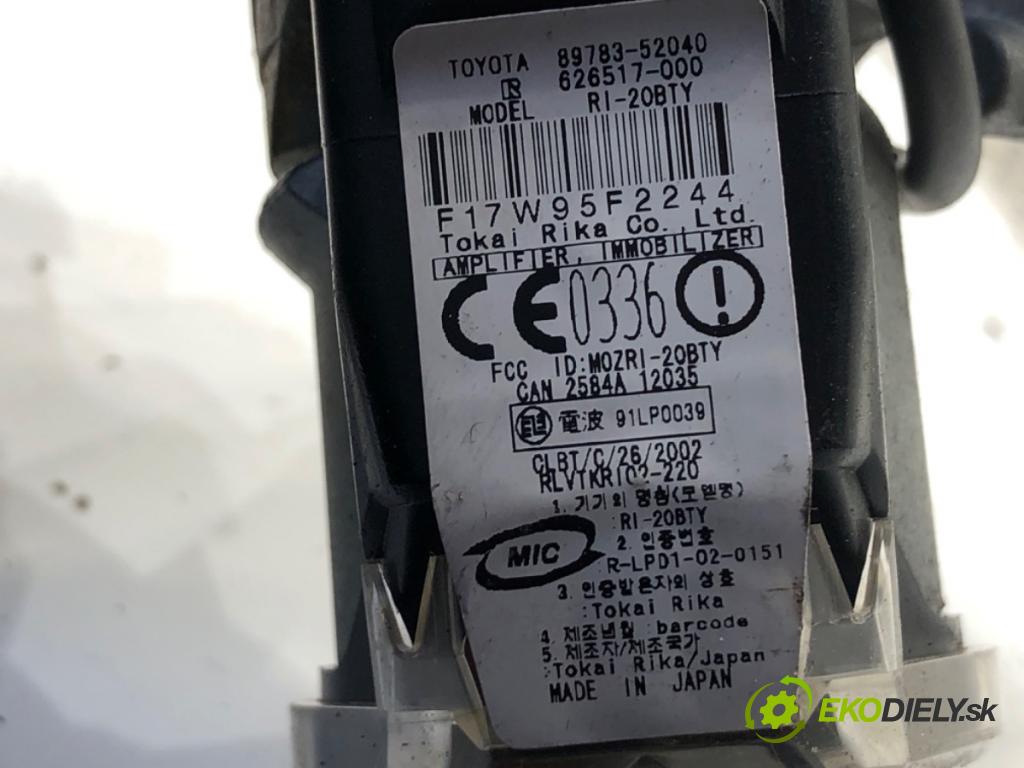 TOYOTA 89783-52040
626517-000
R
MODEL RI-20BTY
F17W95F2244
Tokai Rika Co., Ltd.
AMPLIFIER, IMMOBILIZER
CE 0336 !
FCC ID:MOZRI-20BTY
CAN 2584A 12035
電波 91LP0039
CLBT/C/26/2002
RLVTKRI02-220
1. 기기의 명칭(모델명)
:RI-20BTY
2. 인증번호
MIC
:R-LPD1-02-0151
3. 인증받은자의 상호
:Tokai Rika
4. 제조년월 :barcode
5. 제조자/제조국가
:Tokai Rika/Japan
MADE IN JAPAN
EKODIELY.sk